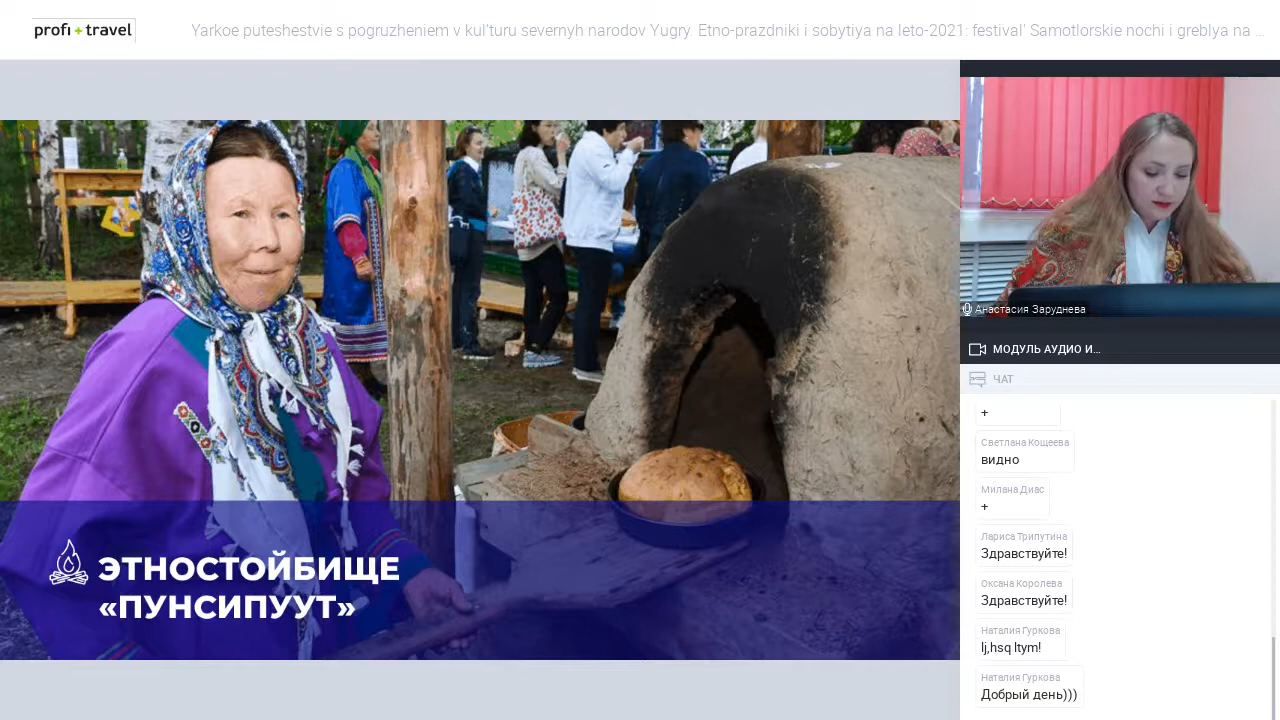 profi + travel
Yarkoe puteshestvie s pogruzheniem v kul'turu severnyh narodov Yugry. Etno-prazdniki i sobytiya na leto-2021: festival' Samotlorskie nochi i greblya na ...
Анастасия Заруднева
МОДУЛЬ АУДИО И...
ЧАТ
+
Светлана Кощеева
видно
Милана Диас
+
Лариса Трипутина
Здравствуйте!
Оксана Королева
Здравствуйте!
Наталия Гуркова
lj,hsq ltym!
Наталия Гуркова
Добрый день)))
ЭТНОСТОЙБИЩЕ
«ПУНСИПУУТ»